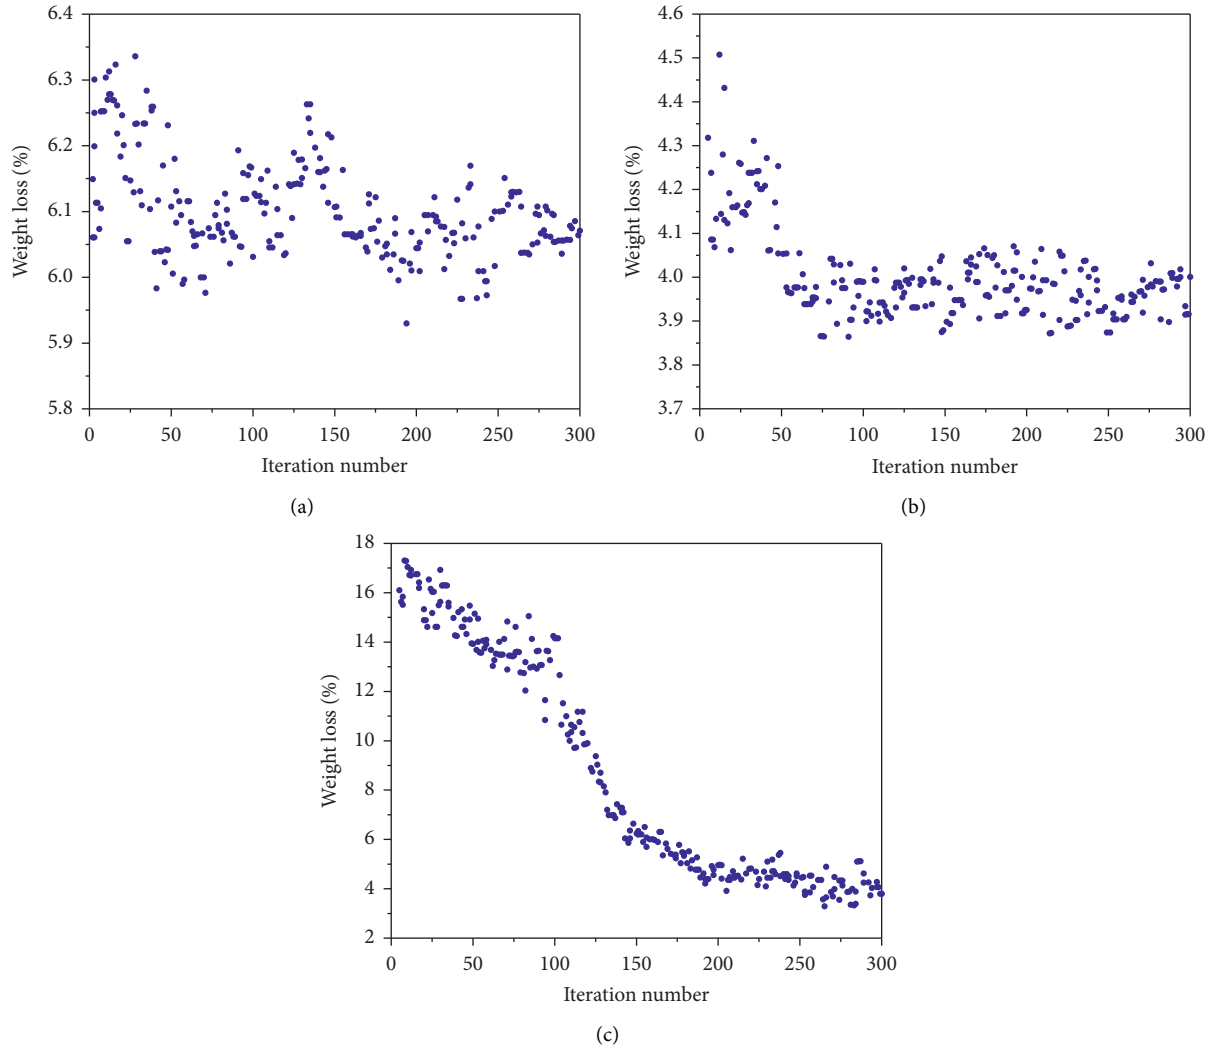 6.4
6.3
6.2
6.1
6.0
5.9
5.8
Weight loss (%)
0 50 100 150 200 250 300
Iteration number
(a)
4.6
4.5
4.4
4.3
4.2
4.1
4.0
3.9
3.8
3.7
Weight loss (%)
0 50 100 150 200 250 300
Iteration number
(b)
18
16
14
12
10
8
6
4
2
Weight loss (%)
0 50 100 150 200 250 300
Iteration number
(c)